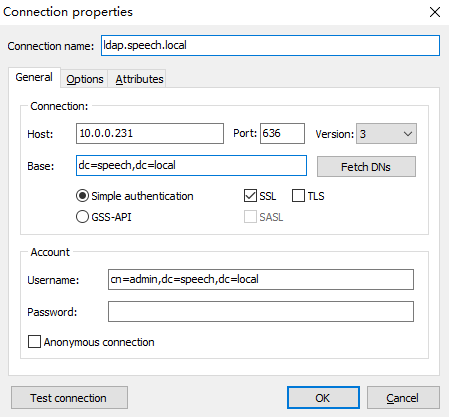 Connection properties
Connection name: ldap.speech.local
General Options Attributes
Connection:
Host: 10.0.0.231 Port: 636 Version: 3
Base: dc=speech,dc=local Fetch DNs
Simple authentication SSL TLS
GSS-API SASL
Account
Username: cn=admin,dc=speech,dc=local
Password:
Anonymous connection
Test connection OK Cancel